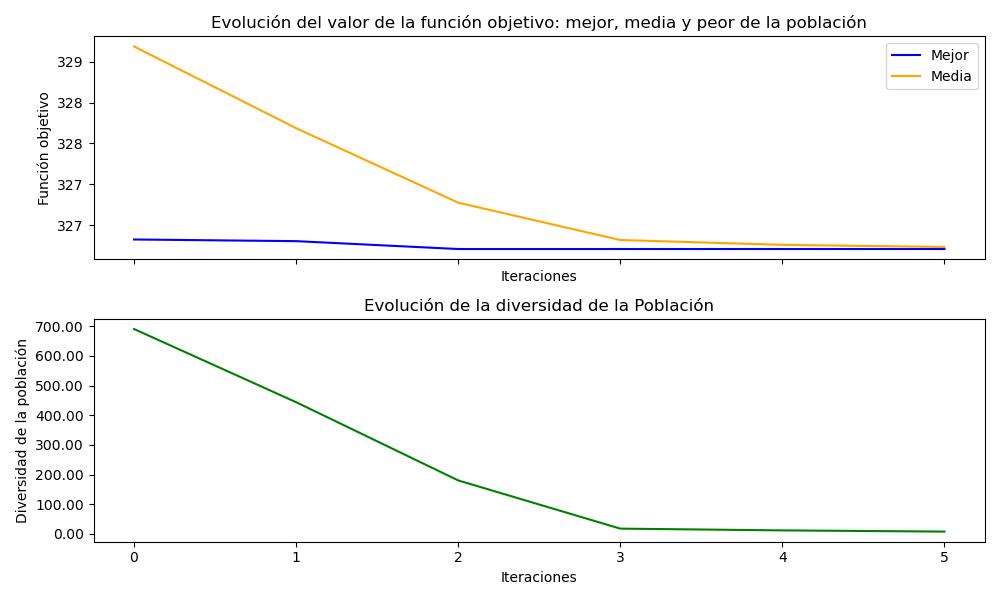 Evolución del valor de la función objetivo: mejor, media y peor de la población
Función objetivo
329
328
328
327
327
Mejor
Media
Iteraciones
Evolución de la diversidad de la Población
Diversidad de la población
700.00
600.00
500.00
400.00
300.00
200.00
100.00
0.00
0 1 2 3 4 5
Iteraciones